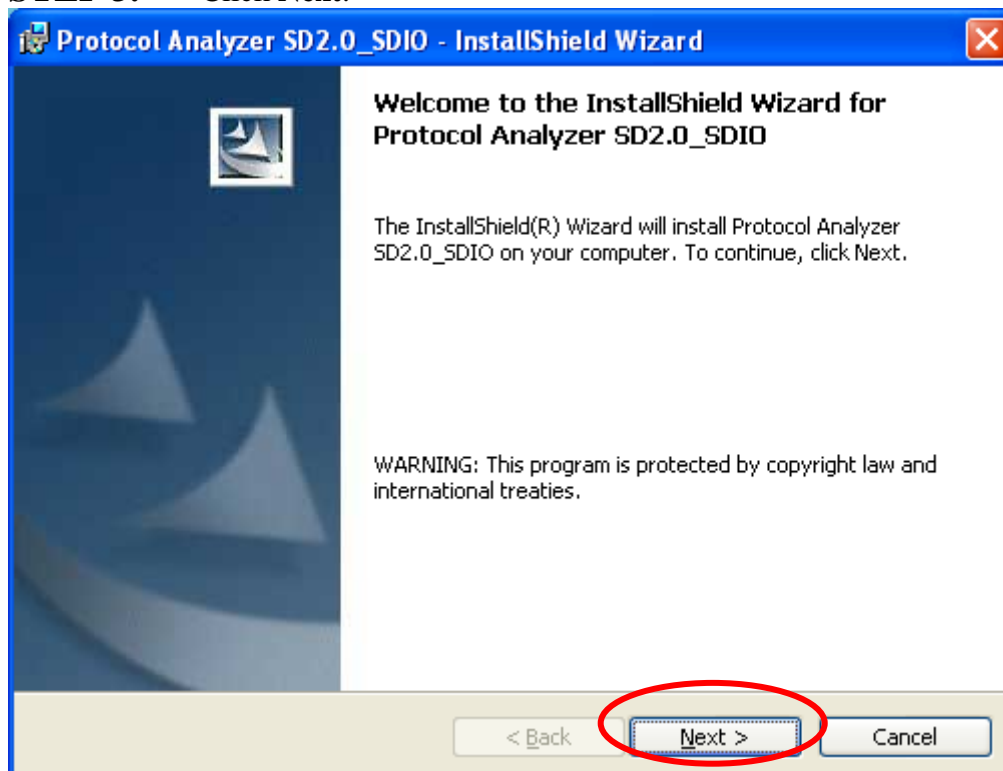 Click Next.
Protocol Analyzer SD2.0_SDIO - InstallShield Wizard
Welcome to the InstallShield Wizard for
Protocol Analyzer SD2.0_SDIO
The InstallShield(R) Wizard will install Protocol Analyzer
SD2.0_SDIO on your computer. To continue, click Next.
WARNING: This program is protected by copyright law and
international treaties.
< Back Next > Cancel